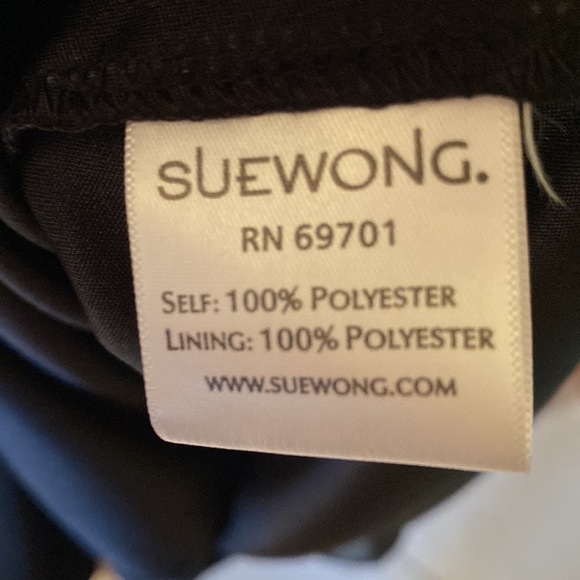 SUEWONG.
RN 69701
SELF: 100% POLYESTER
LINING: 100% POLYESTER
WWW.SUEWONG.COM